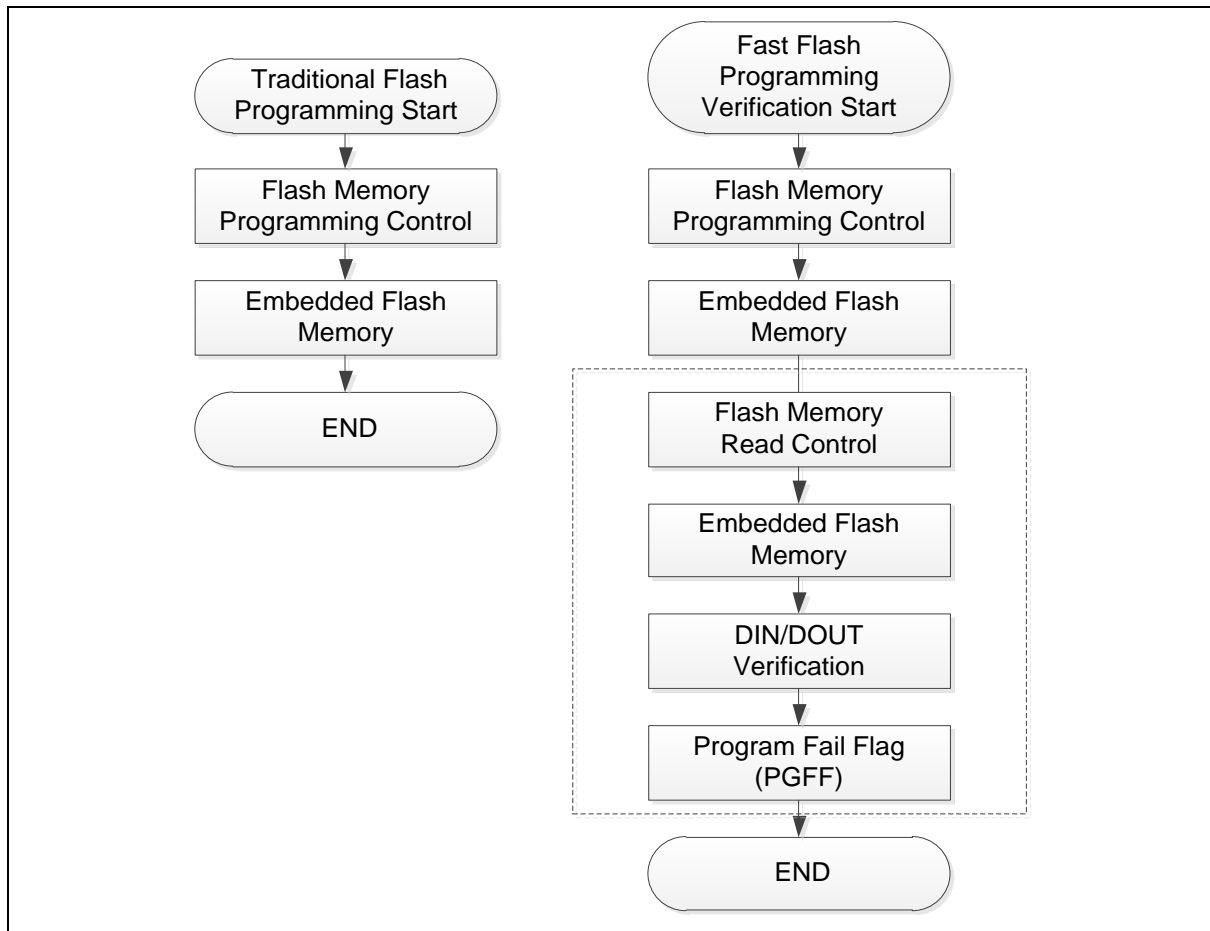 Traditional Flash
Programming Start
Flash Memory
Programming Control
Embedded Flash
Memory
END
Fast Flash
Programming
Verification Start
Flash Memory
Programming Control
Embedded Flash
Memory
Flash Memory
Read Control
Embedded Flash
Memory
DIN/DOUT
Verification
Program Fail Flag
(PGFF)
END